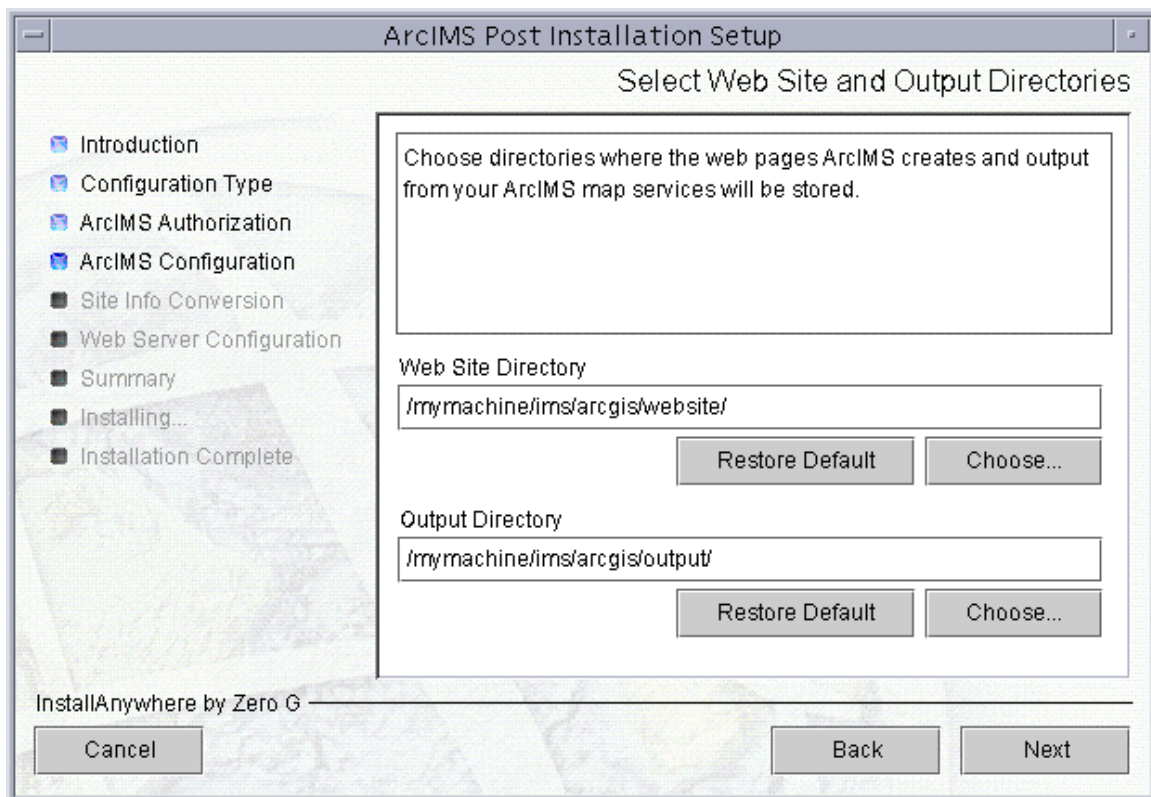 ArcIMS Post Installation Setup
Select Web Site and Output Directories
Introduction
Configuration Type
ArcIMS Authorization
ArcIMS Configuration
Site Info Conversion
Web Server Configuration
Summary
Installing...
Installation Complete
Choose directories where the web pages ArcIMS creates and output
from your ArcIMS map services will be stored.
Web Site Directory
/mymachine/ims/arcgis/website/
Restore Default
Choose...
Output Directory
/mymachine/ims/arcgis/output/
Restore Default
Choose...
InstallAnywhere by Zero G
Cancel
Back
Next